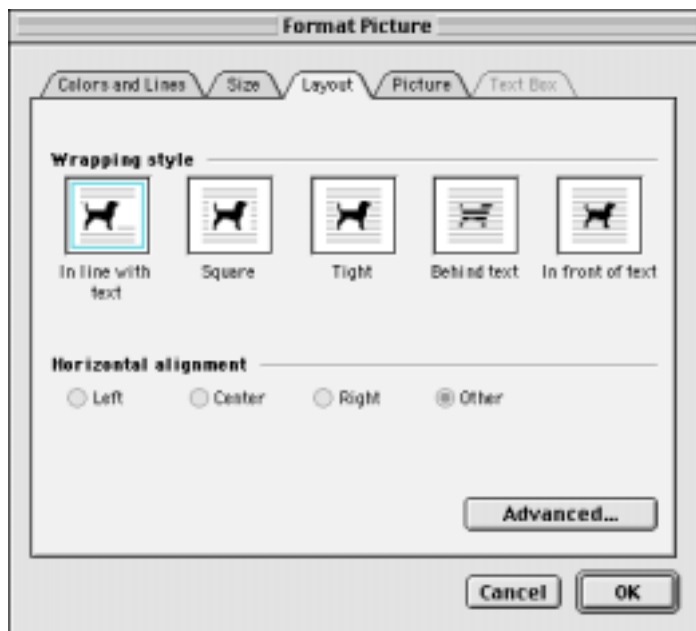 Format Picture
Colors and Lines Size Layout Picture Text Box
Wrapping style
In line with text Square Tight Behind text In front of text
Horizontal alignment
Left Center Right Other
Advanced...
Cancel OK